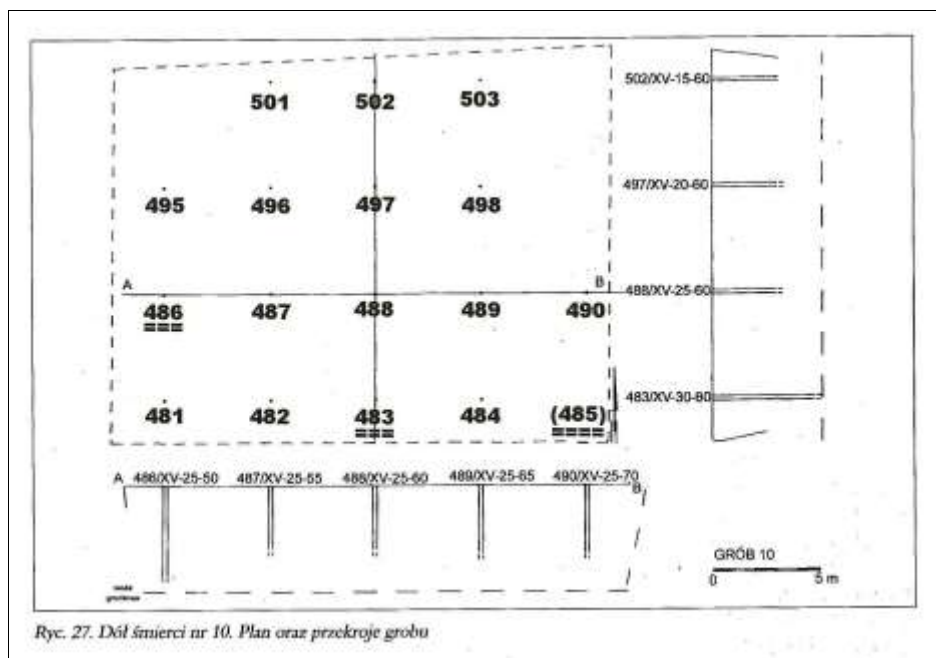 501 502 503
502/XV-15-60
495 496 497 498
497/XV-20-60
A B
486 487 488 489 490
488/XV-25-60
481 482 483 484 (485)
483/XV-30-80
A 486/XV-25-50 487/XV-25-55 488/XV-25-60 489/XV-25-65 490/XV-25-70 B
GRÓB 10
0 5 m
Ryc. 27. Dół śmierci nr 10. Plan oraz przekroje grobu